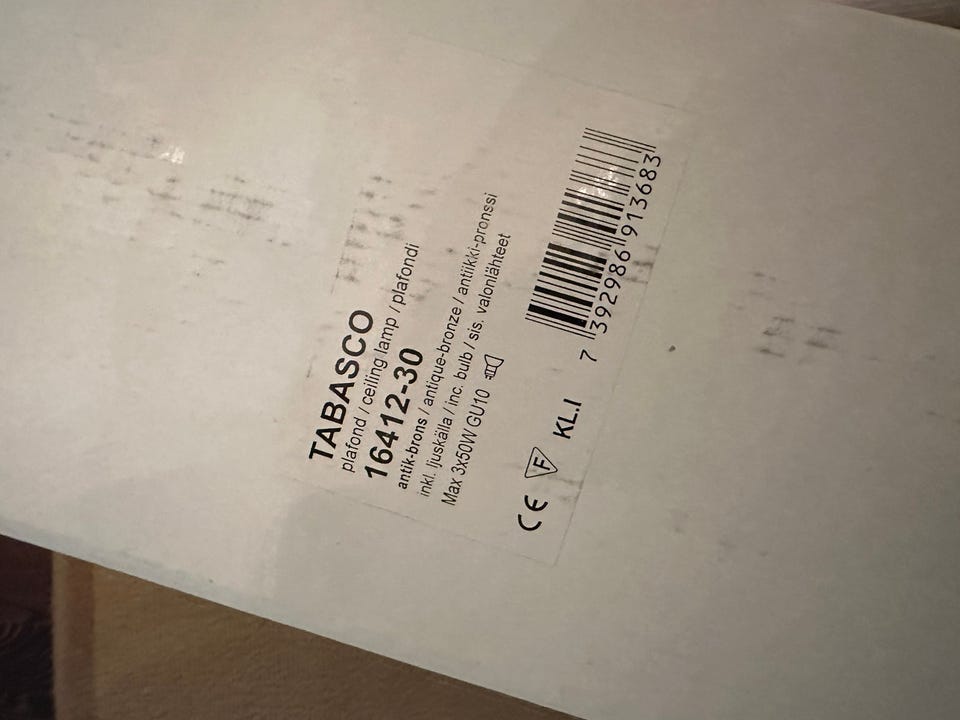 TABASCO
plafond / ceiling lamp / plafondi
16412-30
antik-brons / antique-bronze / antiikki-pronssi
inkl. ljuskälla / inc. bulb / sis. valonlähteet
Max 3x50W GU10
CE F KL.I
7 392986 913683